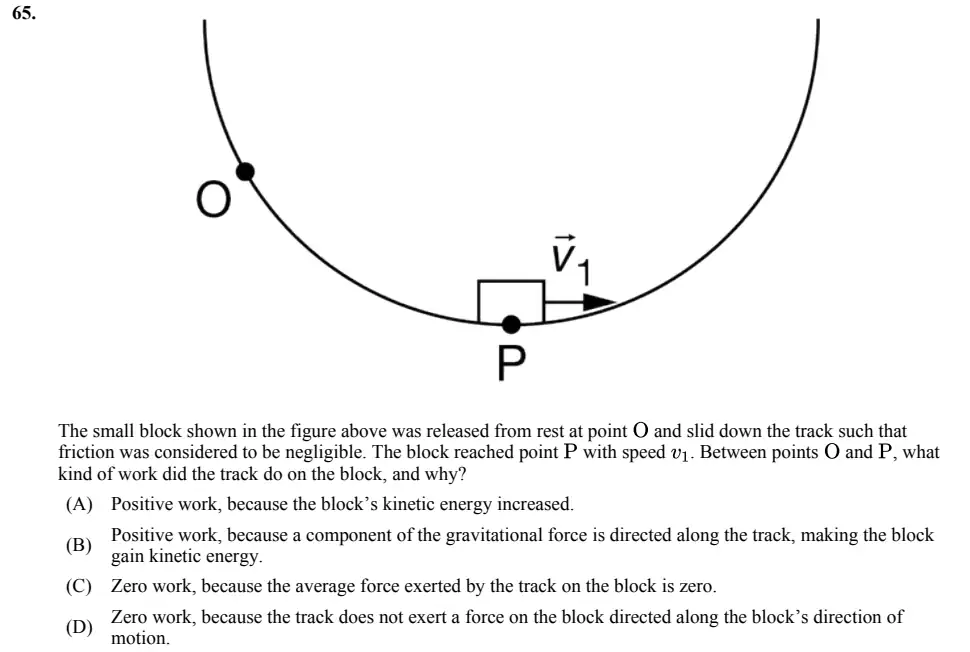 65.
O
v⃗1
P
The small block shown in the figure above was released from rest at point O and slid down the track such that
friction was considered to be negligible. The block reached point P with speed v1. Between points O and P, what
kind of work did the track do on the block, and why?
(A) Positive work, because the block’s kinetic energy increased.
(B) Positive work, because a component of the gravitational force is directed along the track, making the block
gain kinetic energy.
(C) Zero work, because the average force exerted by the track on the block is zero.
(D) Zero work, because the track does not exert a force on the block directed along the block’s direction of
motion.